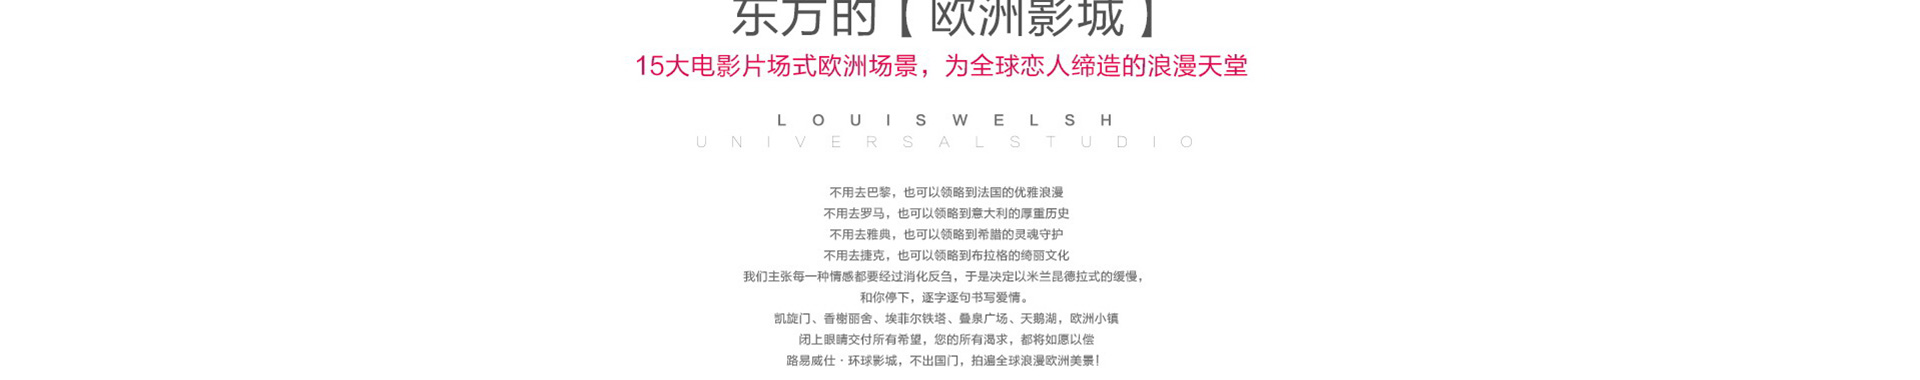 东方的【欧洲影城】
15大电影片场式欧洲场景，为全球恋人缔造的浪漫天堂
LOUISWELSH
UNIVERSALSTUDIO
不用去巴黎，也可以领略到法国的优雅浪漫
不用去罗马，也可以领略到意大利的厚重历史
不用去雅典，也可以领略到希腊的灵魂守护
不用去捷克，也可以领略到布拉格的绮丽文化
我们主张每一种情感都要经过消化反刍，于是决定以米兰昆德拉式的缓慢，
和你停下，逐字逐句书写爱情。
凯旋门、香榭丽舍、埃菲尔铁塔、叠泉广场、天鹅湖，欧洲小镇
闭上眼睛交付所有希望，您的所有渴求，都将如愿以偿
路易威仕·环球影城，不出国门，拍遍全球浪漫欧洲美景！